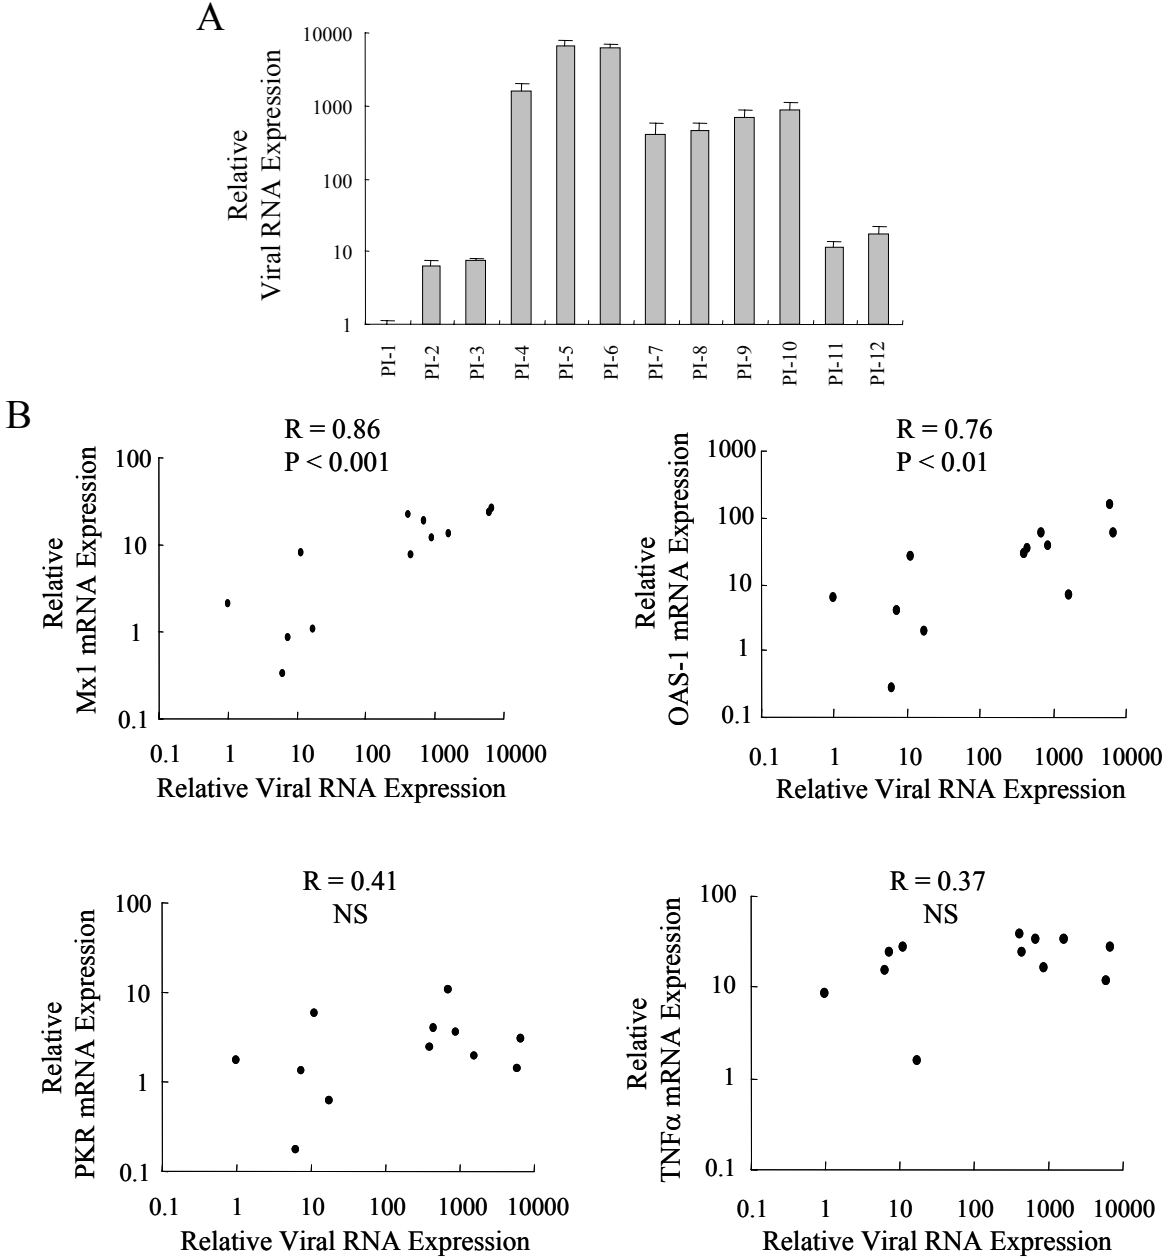 A
Relative
Viral RNA Expression
10000
1000
100
10
1
PI-1
PI-2
PI-3
PI-4
PI-5
PI-6
PI-7
PI-8
PI-9
PI-10
PI-11
PI-12
B
R = 0.86
P < 0.001
Relative
Mx1 mRNA Expression
100
10
1
0.1
0.1 1 10 100 1000 10000
Relative Viral RNA Expression
R = 0.76
P < 0.01
Relative
OAS-1 mRNA Expression
1000
100
10
1
0.1
0.1 1 10 100 1000 10000
Relative Viral RNA Expression
R = 0.41
NS
Relative
PKR mRNA Expression
100
10
1
0.1
0.1 1 10 100 1000 10000
Relative Viral RNA Expression
R = 0.37
NS
Relative
TNFα mRNA Expression
100
10
1
0.1
0.1 1 10 100 1000 10000
Relative Viral RNA Expression